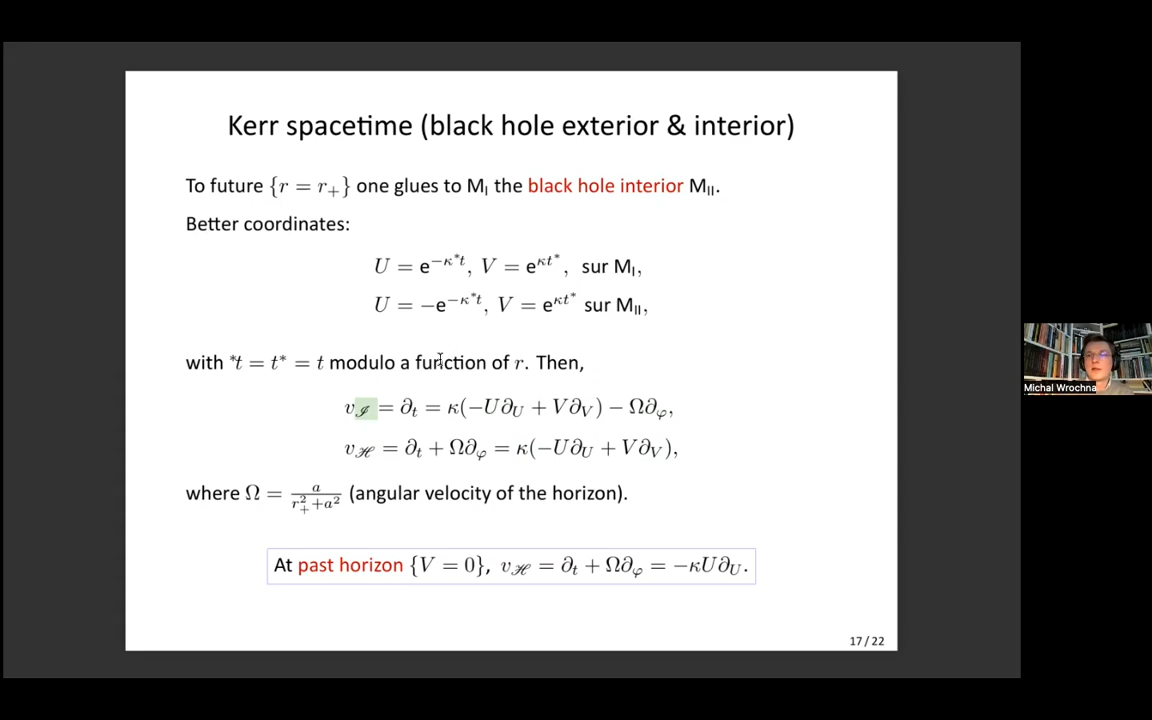 Kerr spacetime (black hole exterior & interior)
To future {r = r₊} one glues to M_I the black hole interior M_II.
Better coordinates:
U = e^{−κ *t}, V = e^{κt*}, sur M_I,
U = −e^{−κ *t}, V = e^{κt*} sur M_II,
with *t = t* = t modulo a function of r. Then,
v_ℐ = ∂_t = κ(−U∂_U + V∂_V) − Ω∂_φ,
v_ℋ = ∂_t + Ω∂_φ = κ(−U∂_U + V∂_V),
where Ω = a/(r₊²+a²) (angular velocity of the horizon).
At past horizon {V = 0}, v_ℋ = ∂_t + Ω∂_φ = −κU∂_U.
17/22
Michal Wrochna